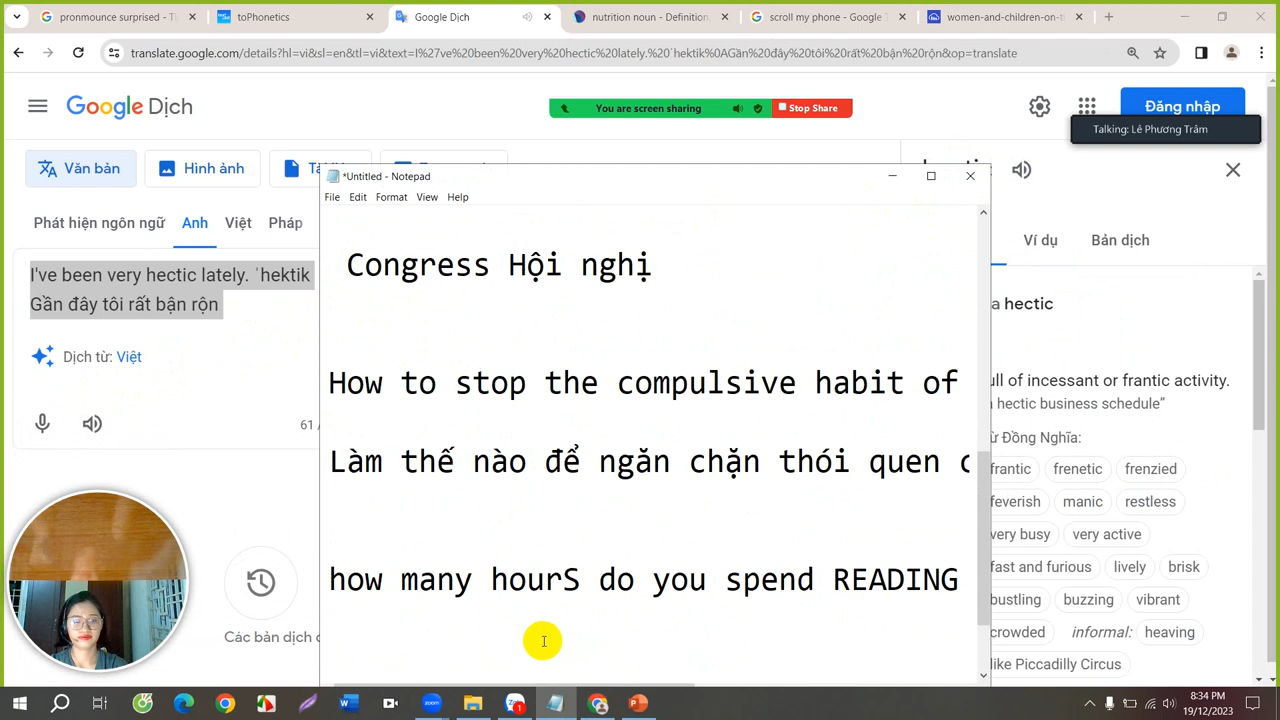 pronmounce surprised - Tì
toPhonetics
Google Dịch
nutrition noun - Definition,
scroll my phone - Google
women-and-children-on-ti
translate.google.com/details?hl=vi&sl=en&tl=vi&text=I%27ve%20been%20very%20hectic%20lately.%20ˈhektik%0AGần%20đây%20tôi%20rất%20bận%20rộn&op=translate
Google Dịch
You are screen sharing
Stop Share
Đăng nhập
Talking: Lê Phương Trâm
Văn bản
Hình ảnh
Phát hiện ngôn ngữ
Anh
Việt
Pháp
I've been very hectic lately. ˈhektik
Gần đây tôi rất bận rộn
Dịch từ: Việt
61 /
Các bản dịch
*Untitled - Notepad
File Edit Format View Help
Congress Hội nghị
How to stop the compulsive habit of
Làm thế nào để ngăn chặn thói quen
how many hourS do you spend READING
Ví dụ
Bản dịch
a hectic
full of incessant or frantic activity.
hectic business schedule”
Đồng Nghĩa:
frantic
frenetic
frenzied
feverish
manic
restless
very busy
very active
fast and furious
lively
brisk
bustling
buzzing
vibrant
crowded
informal:
heaving
like Piccadilly Circus
1
8:34 PM
19/12/2023